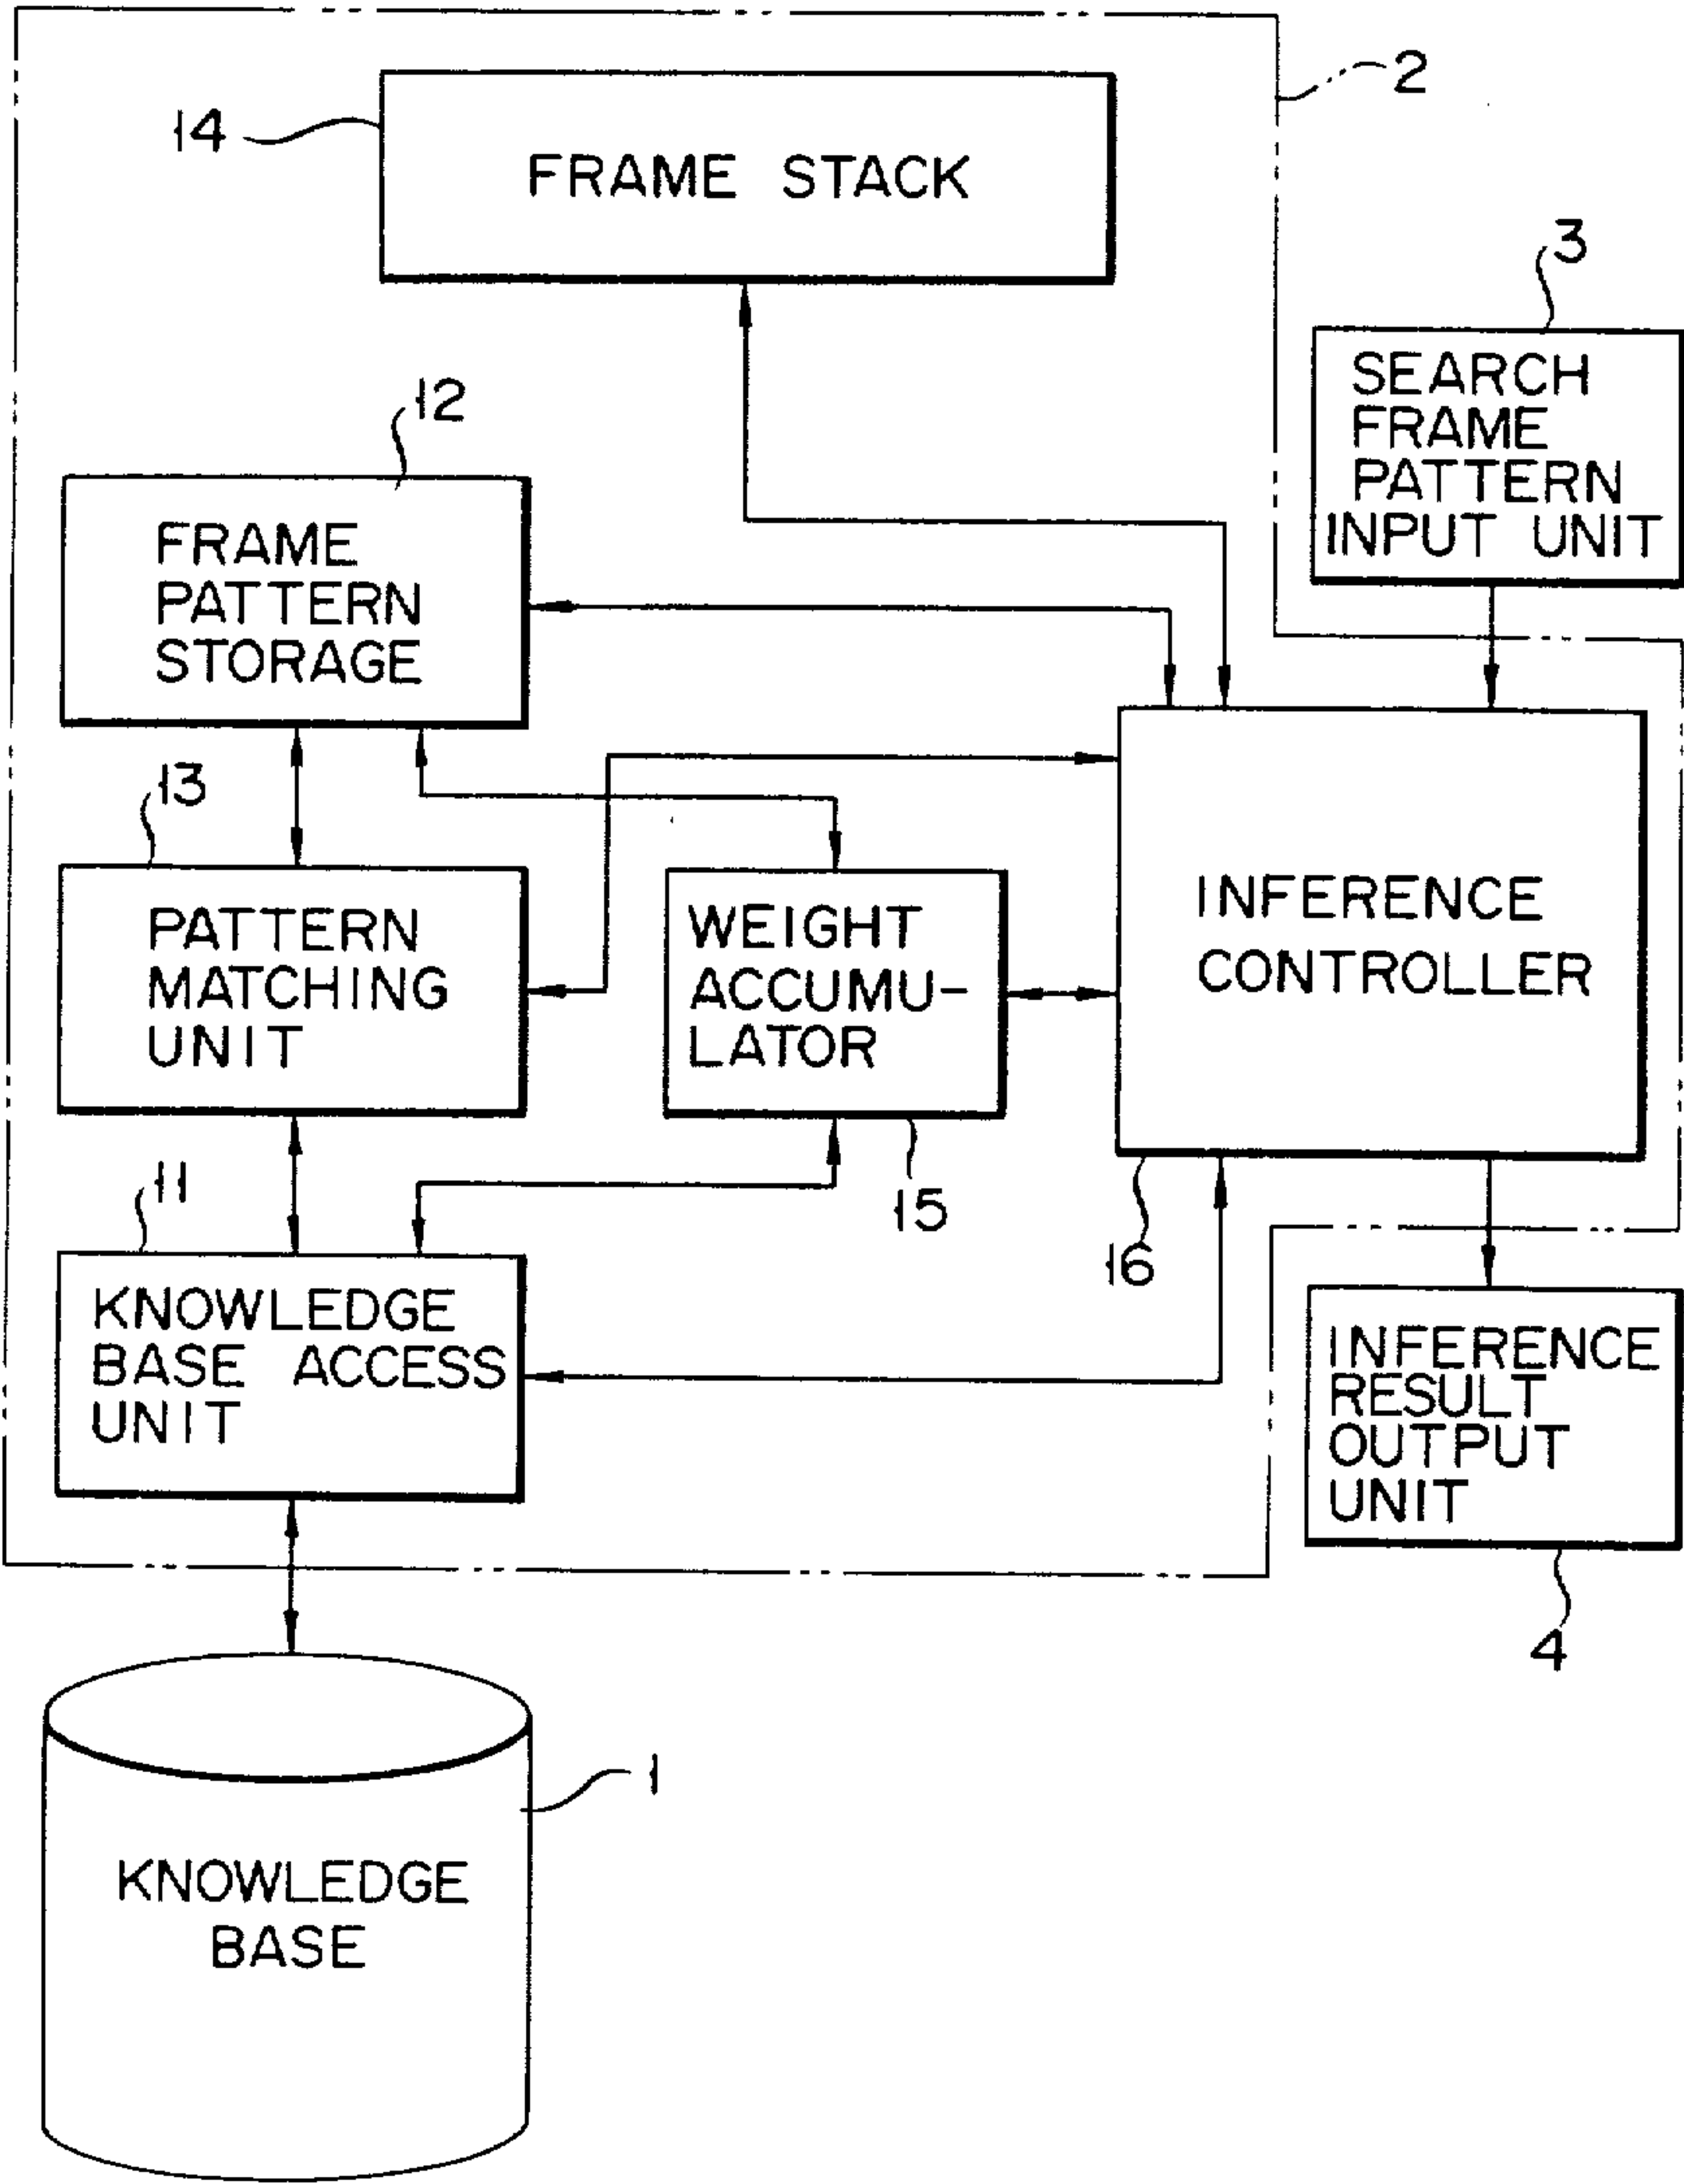 2
14
FRAME STACK
3
SEARCH
FRAME
PATTERN
INPUT UNIT
12
FRAME
PATTERN
STORAGE
13
PATTERN
MATCHING
UNIT
WEIGHT
ACCUMU-
LATOR
15
INFERENCE
CONTROLLER
16
11
KNOWLEDGE
BASE ACCESS
UNIT
INFERENCE
RESULT
OUTPUT
UNIT
4
1
KNOWLEDGE
BASE